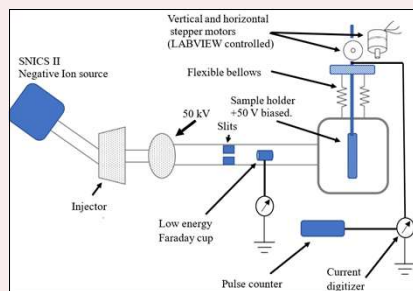 Vertical and horizontal
stepper motors
(LABVIEW controlled)
SNICS II
Negative Ion source
Flexible bellows
50 kV
Sample holder
+50 V biased.
Slits
Injector
Low energy
Faraday cup
Pulse counter
Current
digitizer